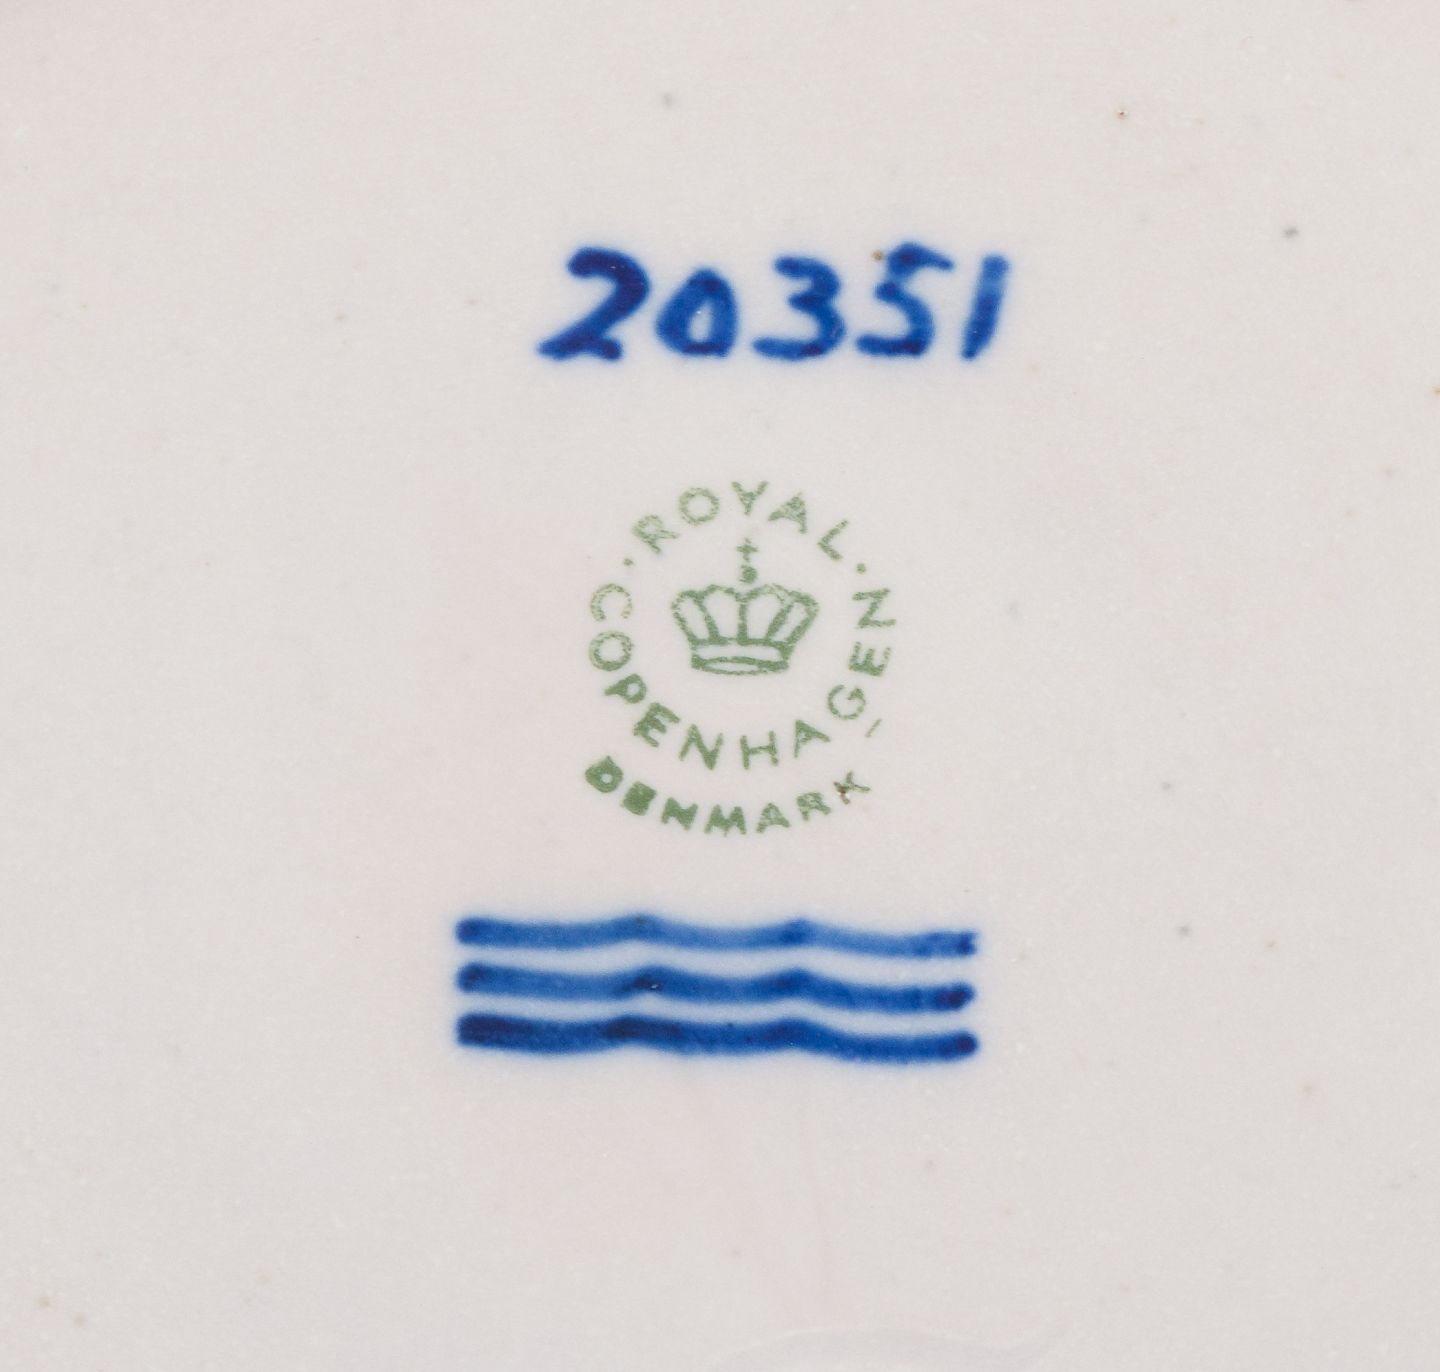 20351
ROYAL
COPENHAGEN
DENMARK